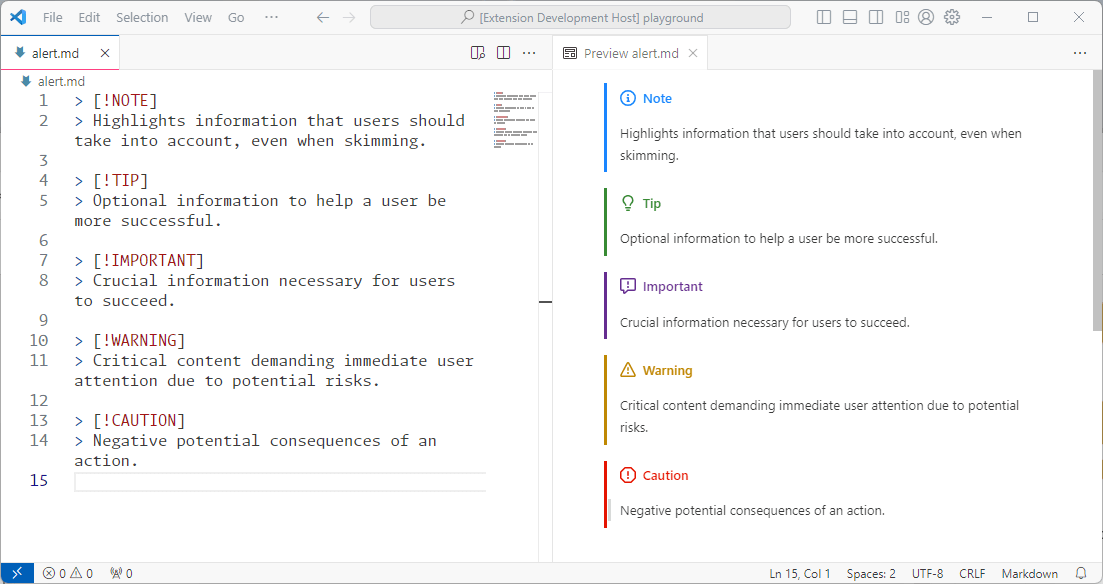 File Edit Selection View Go ··· [Extension Development Host] playground
alert.md
Preview alert.md
alert.md
1 > [!NOTE]
2 > Highlights information that users should
take into account, even when skimming.
3
4 > [!TIP]
5 > Optional information to help a user be
more successful.
6
7 > [!IMPORTANT]
8 > Crucial information necessary for users
to succeed.
9
10 > [!WARNING]
11 > Critical content demanding immediate user
attention due to potential risks.
12
13 > [!CAUTION]
14 > Negative potential consequences of an
action.
15
Note
Highlights information that users should take into account, even when
skimming.
Tip
Optional information to help a user be more successful.
Important
Crucial information necessary for users to succeed.
Warning
Critical content demanding immediate user attention due to potential
risks.
Caution
Negative potential consequences of an action.
0 0 0 Ln 15, Col 1 Spaces: 2 UTF-8 CRLF Markdown